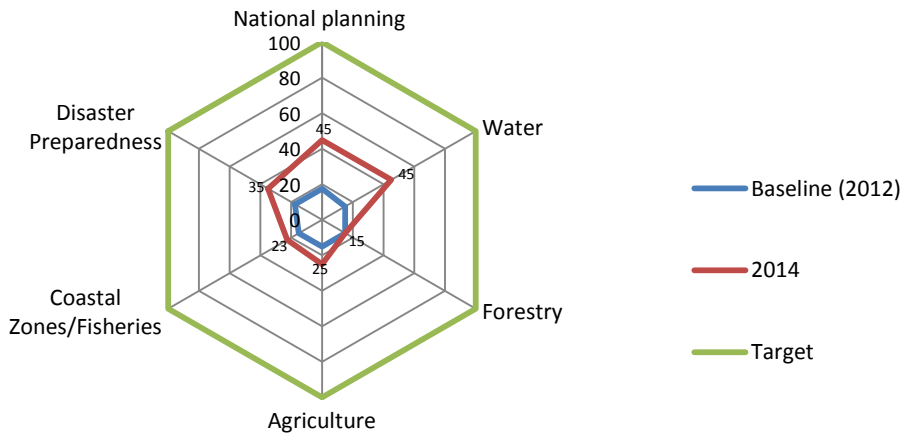 National planning
100
80
60
40
20
0
Disaster
Preparedness
Water
45
45
35
15
23
25
Coastal
Zones/Fisheries
Forestry
Agriculture
Baseline (2012)
2014
Target